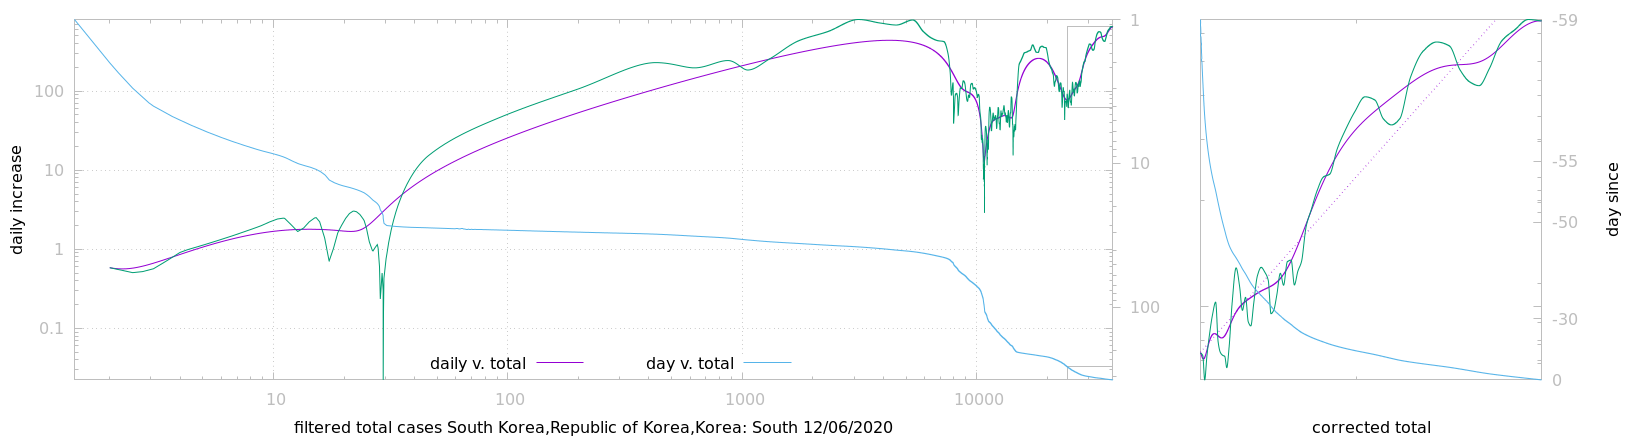 1
-59
100
daily increase
10
10
-55
day since
-50
1
100
0.1
-30
daily v. total
day v. total
0
10
100
1000
10000
filtered total cases South Korea,Republic of Korea,Korea: South 12/06/2020
corrected total